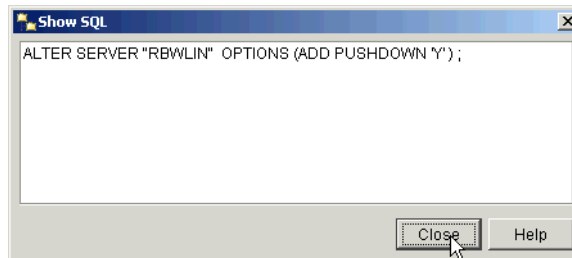 Show SQL
ALTER SERVER "RBWLIN" OPTIONS (ADD PUSHDOWN 'Y') ;
Close Help